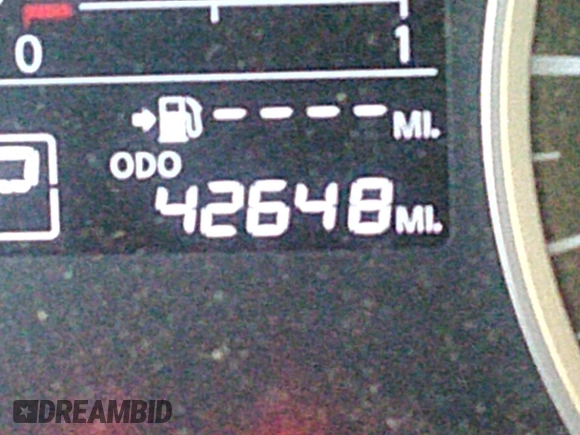 0 1
---- MI.
ODO
42648 MI.
DREAMBID